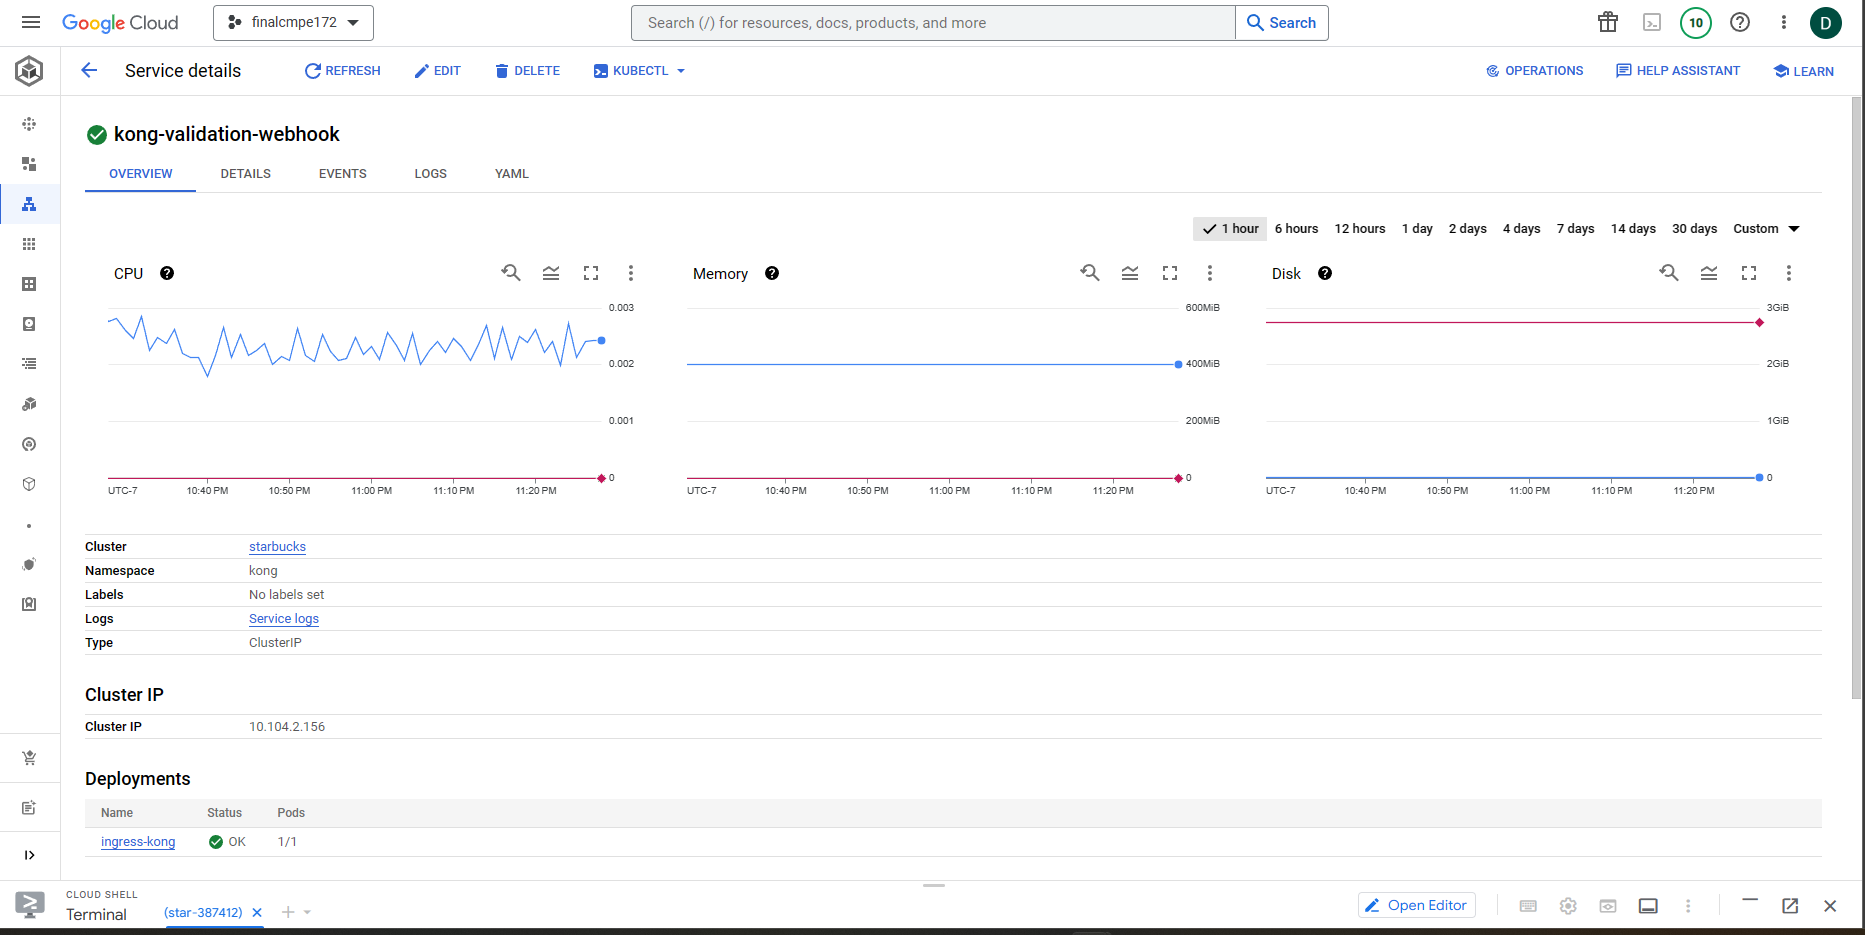 Google Cloud finalcmpe172 Search (/) for resources, docs, products, and more Search 10 D
Service details REFRESH EDIT DELETE KUBECTL OPERATIONS HELP ASSISTANT LEARN
kong-validation-webhook
OVERVIEW DETAILS EVENTS LOGS YAML
1 hour 6 hours 12 hours 1 day 2 days 4 days 7 days 14 days 30 days Custom
CPU
0.003
0.002
0.001
0
UTC-7 10:40 PM 10:50 PM 11:00 PM 11:10 PM 11:20 PM
Memory
600MiB
400MiB
200MiB
0
UTC-7 10:40 PM 10:50 PM 11:00 PM 11:10 PM 11:20 PM
Disk
3GiB
2GiB
1GiB
0
UTC-7 10:40 PM 10:50 PM 11:00 PM 11:10 PM 11:20 PM
Cluster starbucks
Namespace kong
Labels No labels set
Logs Service logs
Type ClusterIP
Cluster IP
Cluster IP 10.104.2.156
Deployments
Name Status Pods
ingress-kong OK 1/1
CLOUD SHELL
Terminal (star-387412) Open Editor